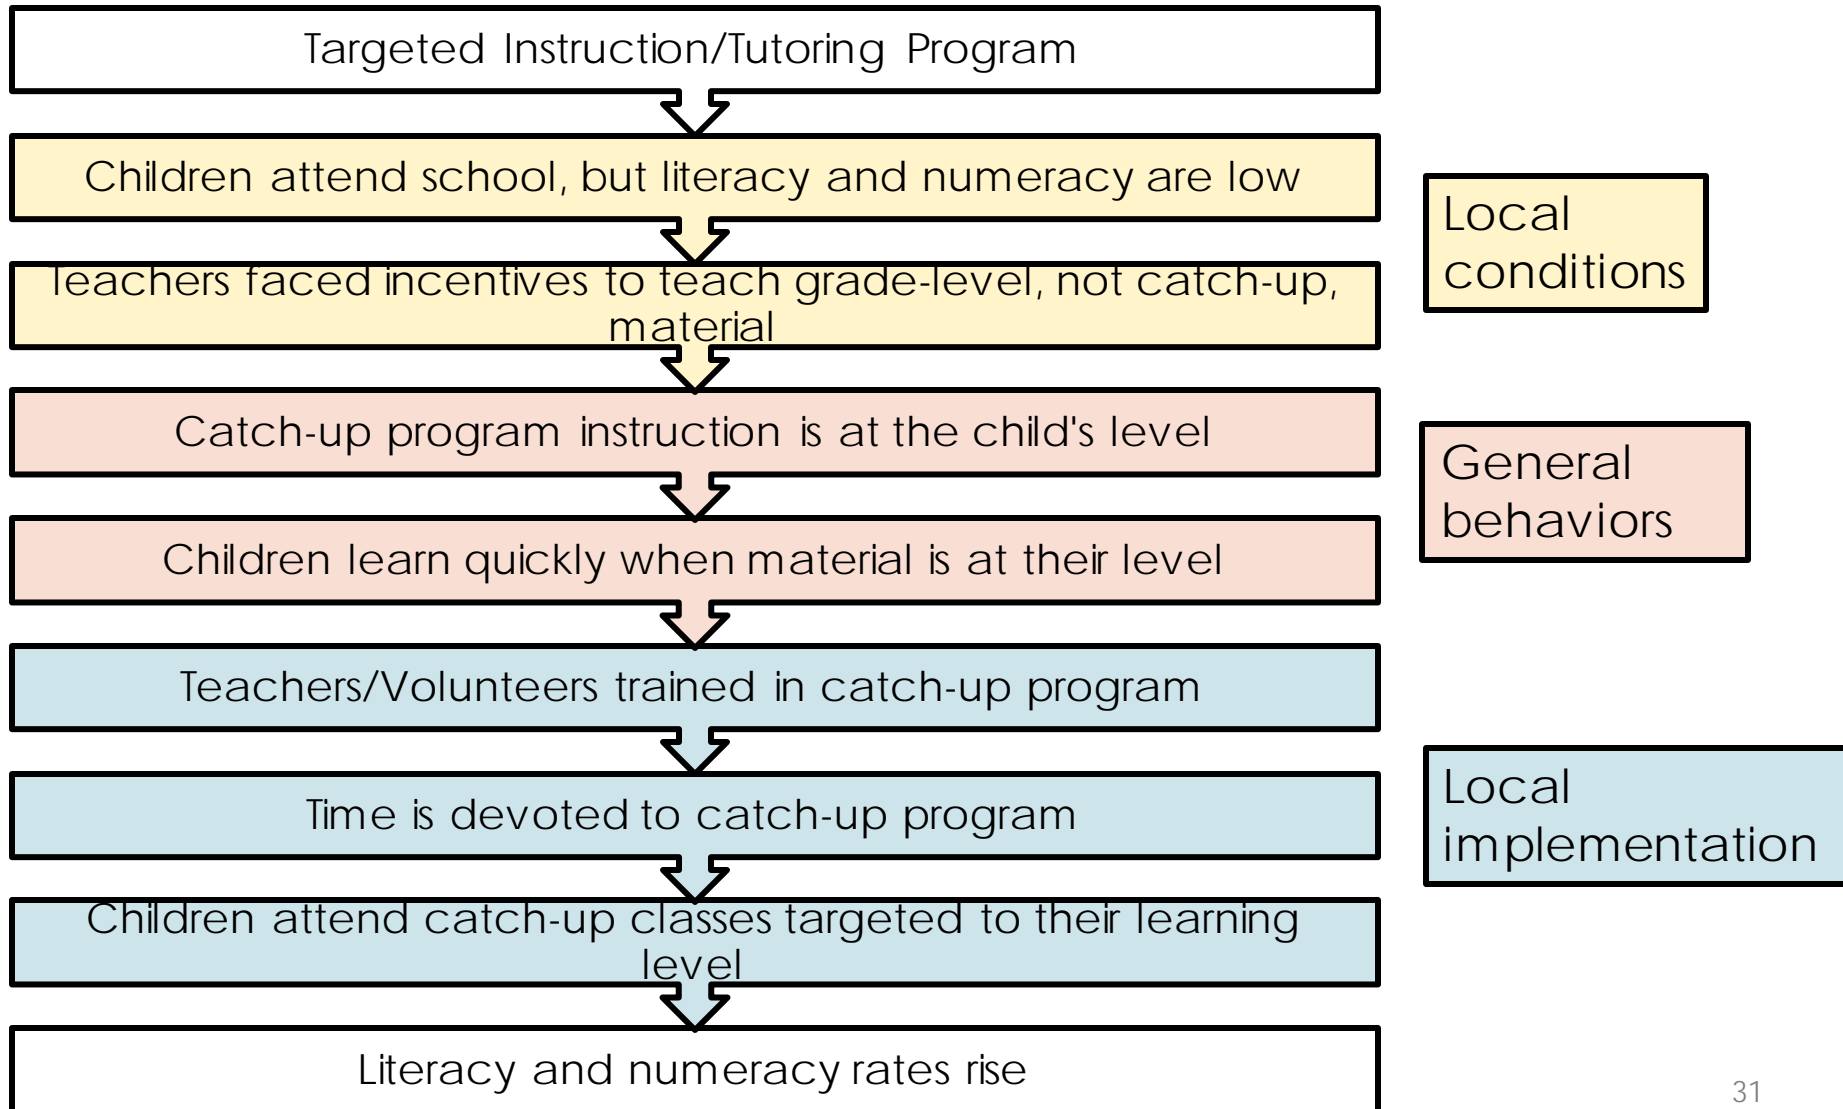 Targeted Instruction/Tutoring Program
Children attend school, but literacy and numeracy are low
Teachers faced incentives to teach grade-level, not catch-up,
material
Local
conditions
Catch-up program instruction is at the child's level
General
behaviors
Children learn quickly when material is at their level
Teachers/Volunteers trained in catch-up program
Time is devoted to catch-up program
Local
implementation
Children attend catch-up classes targeted to their learning
level
Literacy and numeracy rates rise
31